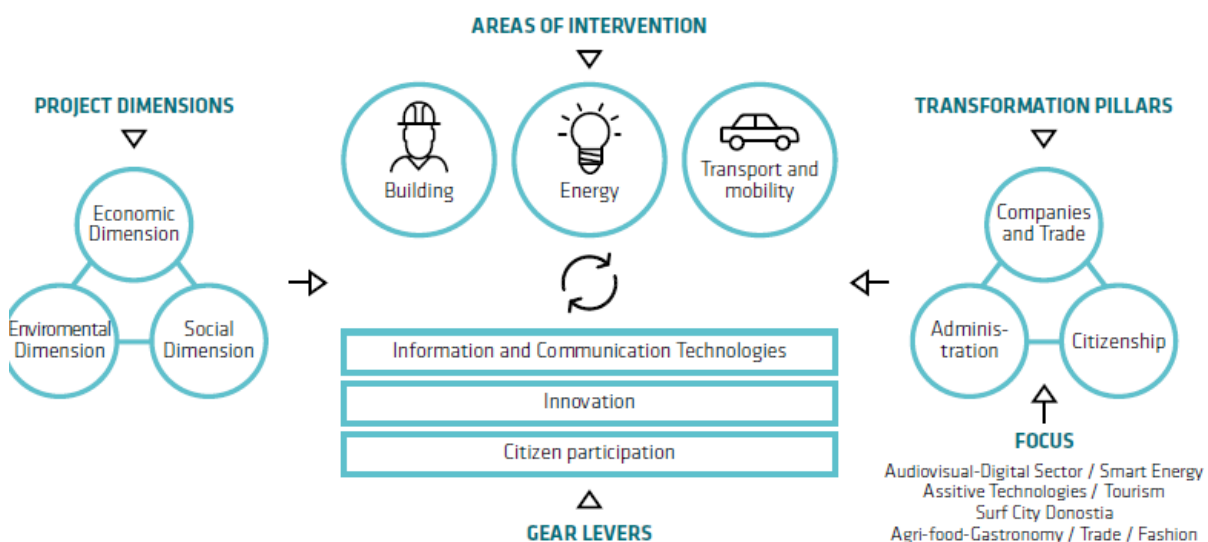 AREAS OF INTERVENTION
PROJECT DIMENSIONS
TRANSFORMATION PILLARS
Building
Energy
Transport and
mobility
Economic
Dimension
Enviromental
Dimension
Social
Dimension
Companies
and Trade
Adminis-
tration
Citizenship
Information and Communication Technologies
Innovation
Citizen participation
GEAR LEVERS
FOCUS
Audiovisual-Digital Sector / Smart Energy
Assitive Technologies / Tourism
Surf City Donostia
Agri-food-Gastronomy / Trade / Fashion